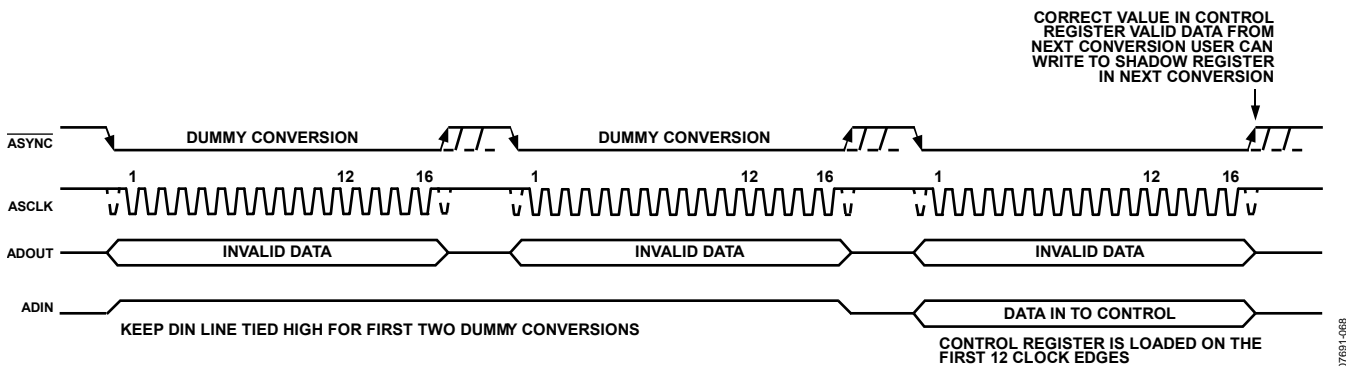 CORRECT VALUE IN CONTROL
REGISTER VALID DATA FROM
NEXT CONVERSION USER CAN
WRITE TO SHADOW REGISTER
IN NEXT CONVERSION
ASYNC DUMMY CONVERSION DUMMY CONVERSION
1 12 16 1 12 16 1 12 16
ASCLK
ADOUT INVALID DATA INVALID DATA INVALID DATA
ADIN DATA IN TO CONTROL
KEEP DIN LINE TIED HIGH FOR FIRST TWO DUMMY CONVERSIONS
CONTROL REGISTER IS LOADED ON THE
FIRST 12 CLOCK EDGES
07691-068